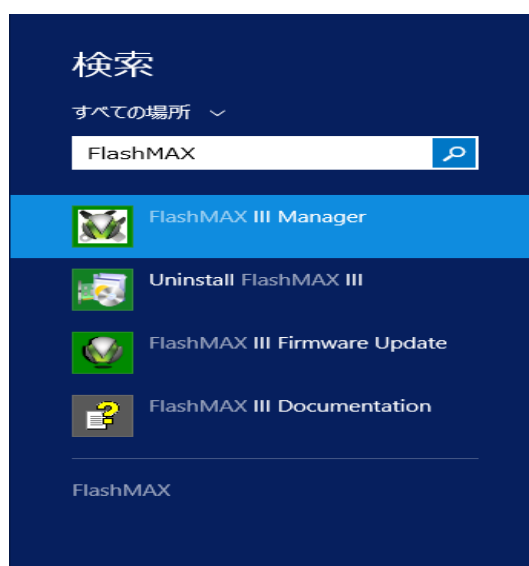 検索
すべての場所
FlashMAX
FlashMAX III Manager
Uninstall FlashMAX III
FlashMAX III Firmware Update
FlashMAX III Documentation
FlashMAX